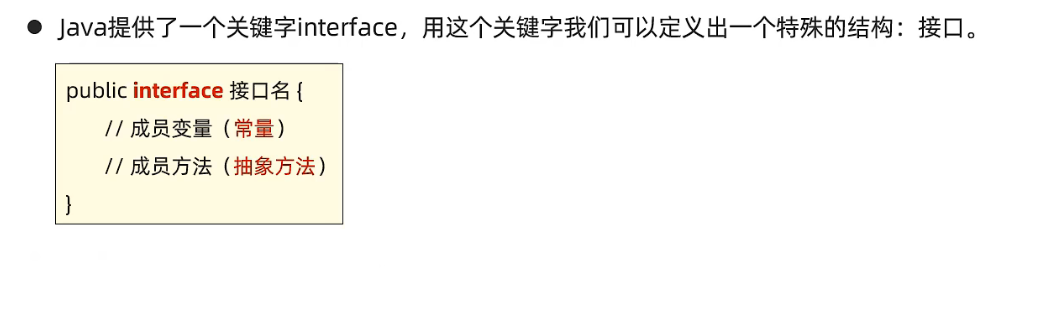 ● Java提供了一个关键字interface，用这个关键字我们可以定义出一个特殊的结构：接口。
public interface 接口名 {
// 成员变量（常量）
// 成员方法（抽象方法）
}